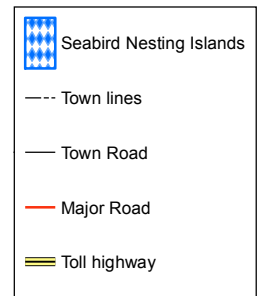 Seabird Nesting Islands
Town lines
Town Road
Major Road
Toll highway